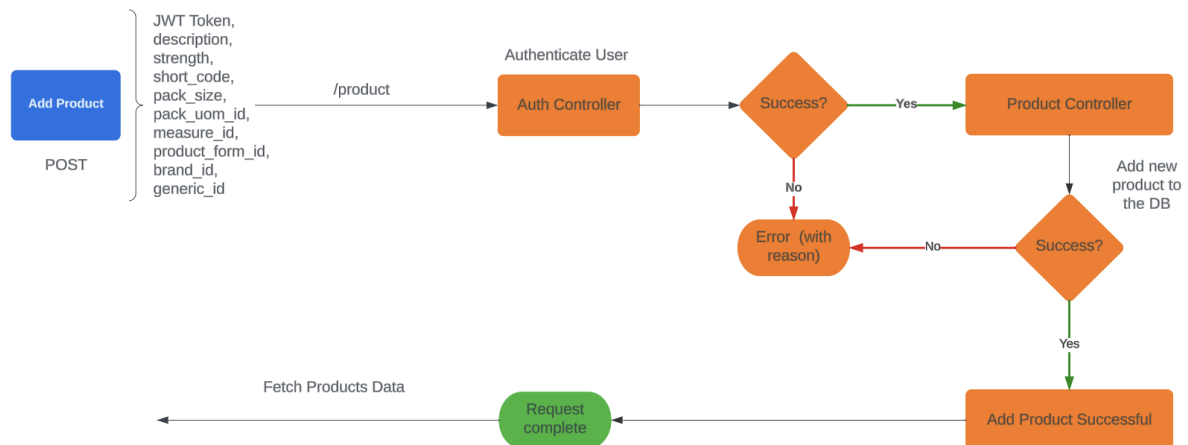 Add Product
POST
JWT Token,
description,
strength,
short_code,
pack_size,
pack_uom_id,
measure_id,
product_form_id,
brand_id,
generic_id
/product
Authenticate User
Auth Controller
Success?
Yes
Product Controller
No
Add new
product to
the DB
Error (with
reason)
No
Success?
Yes
Add Product Successful
Request
complete
Fetch Products Data